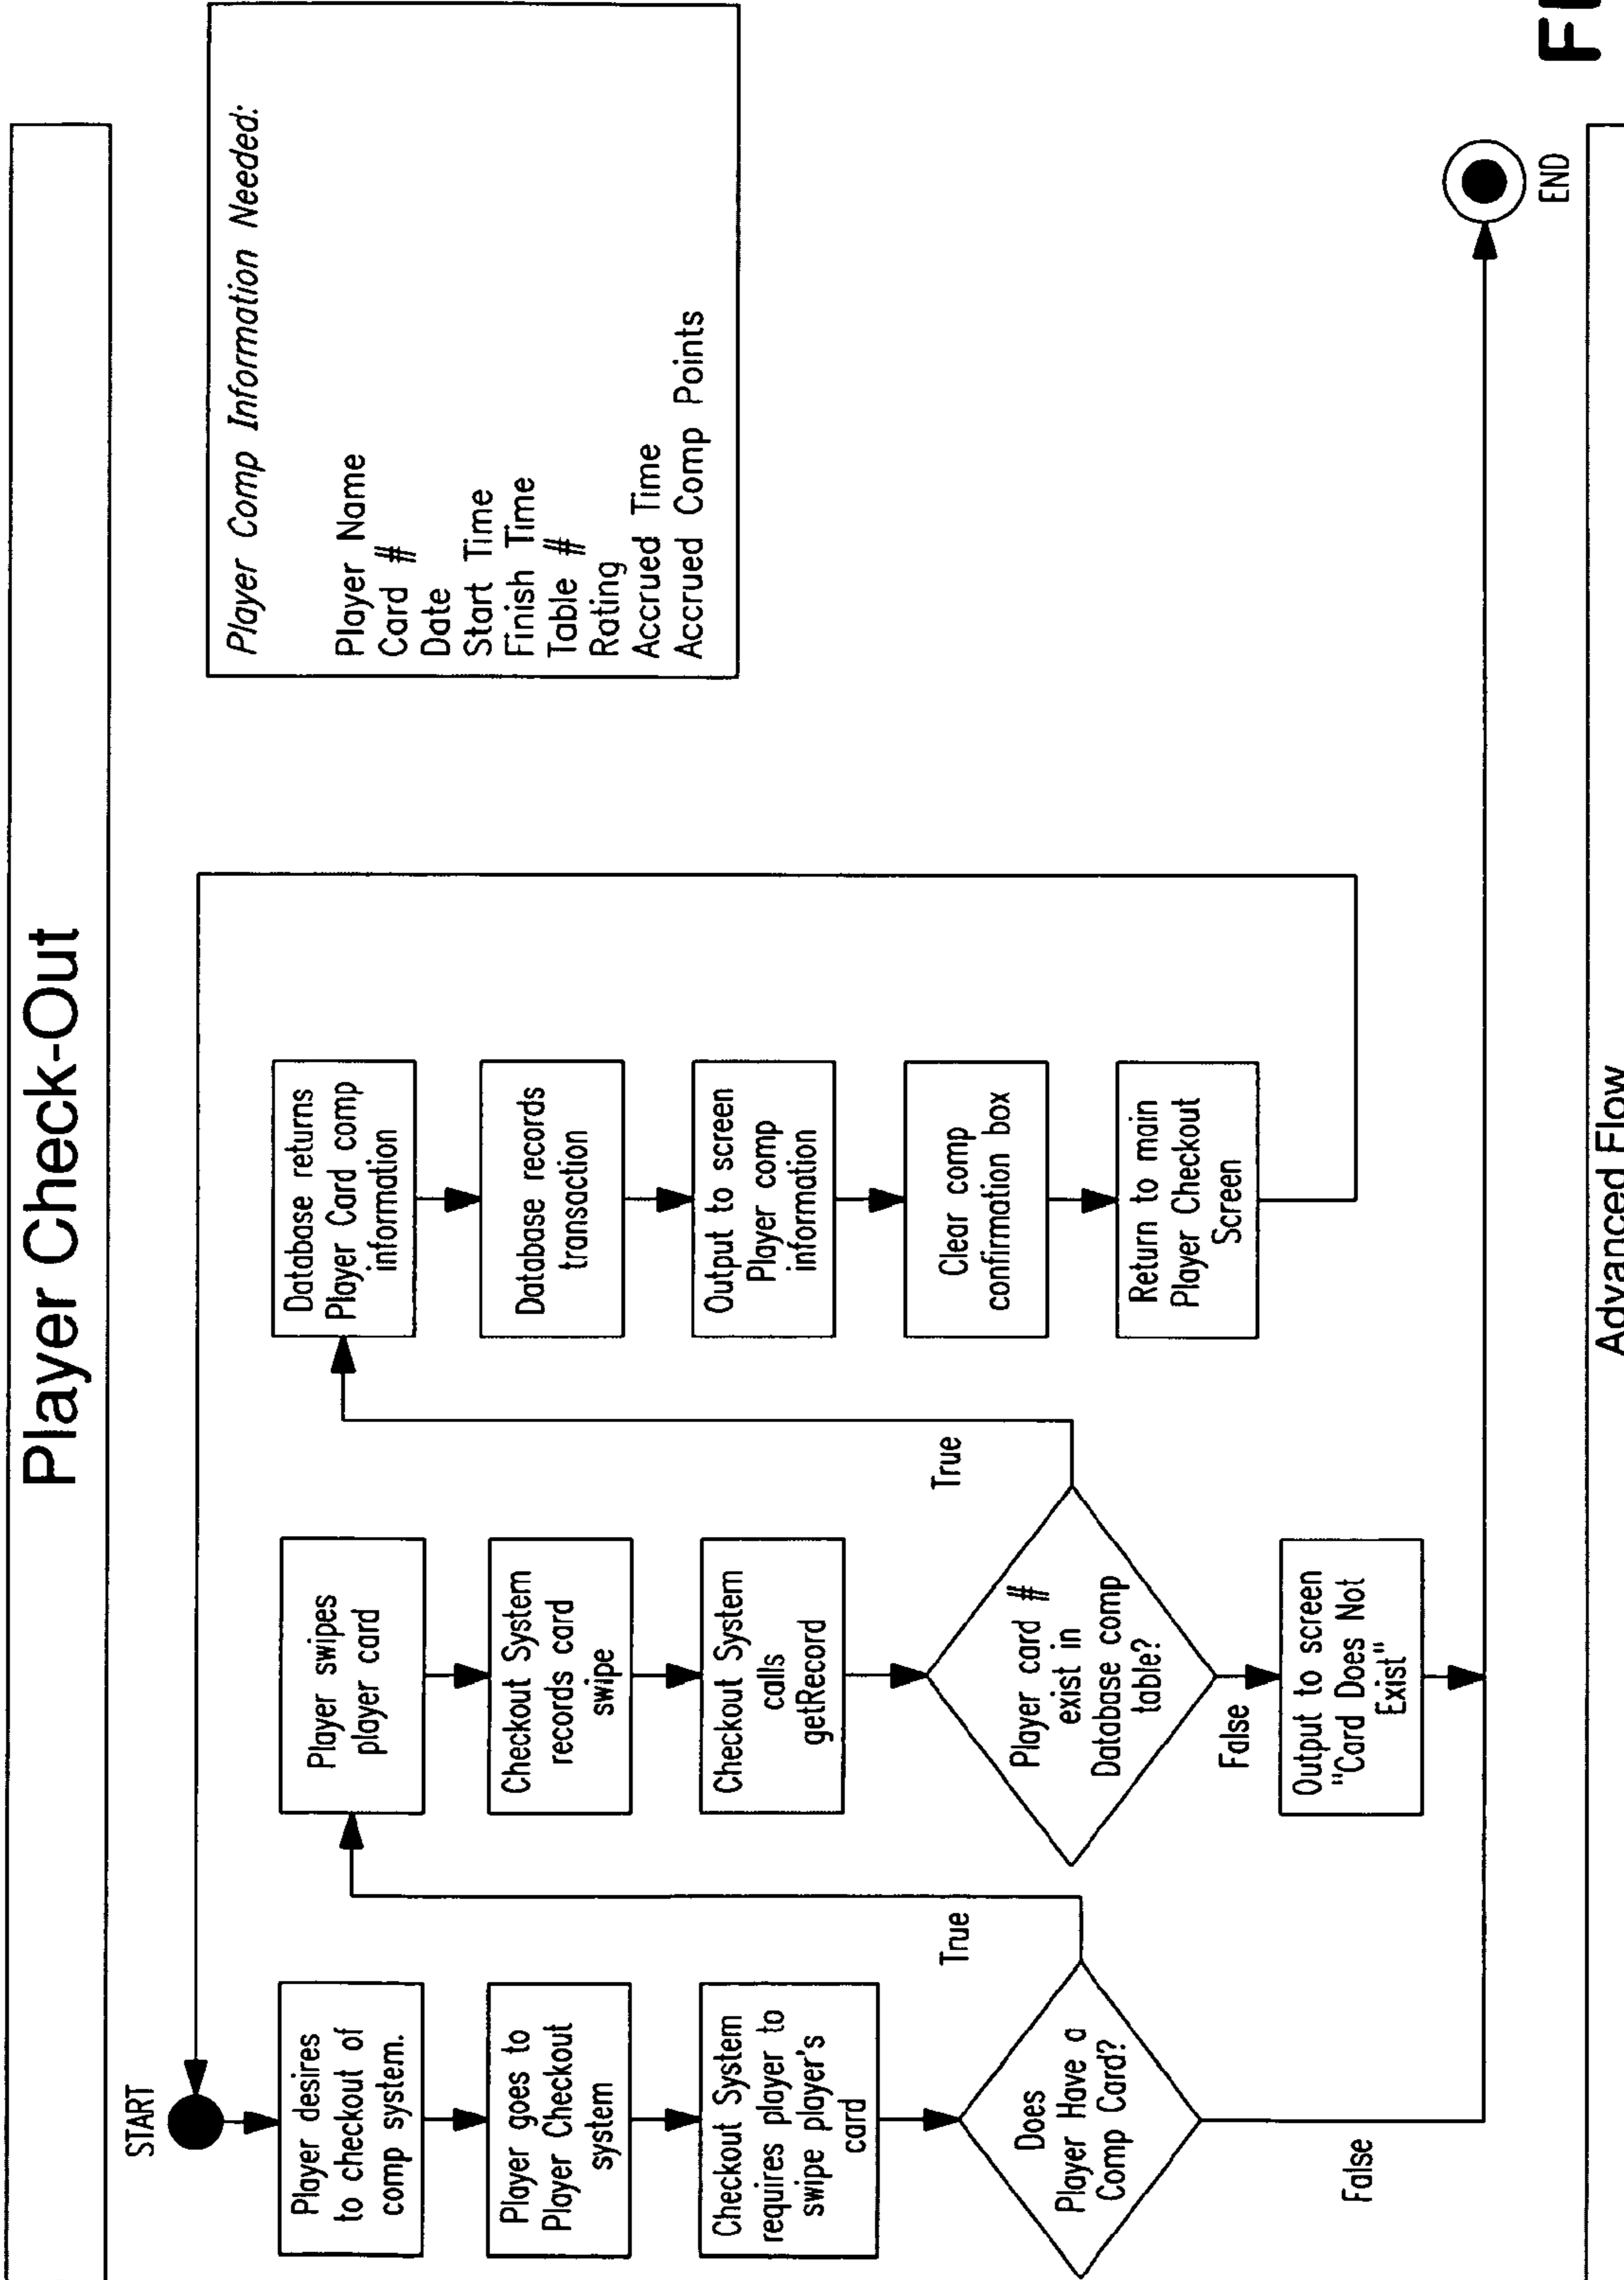 Player Check-Out
START
Player desires
to checkout of
comp system.
Player goes to
Player Checkout
system
Checkout System
requires player to
swipe player's
card
Does
Player Have a
Comp Card?
True
False
Player swipes
player card
Checkout System
records card
swipe
Checkout System
calls
getRecord
Player card #
exist in
Database comp
table?
True
False
Output to screen
"Card Does Not
Exist"
Database returns
Player Card comp
information
Database records
transaction
Output to screen
Player comp
information
Clear comp
confirmation box
Return to main
Player Checkout
Screen
Player Comp Information Needed:
Player Name
Card #
Date
Start Time
Finish Time
Table #
Rating
Accrued Time
Accrued Comp Points
END
Advanced Flow